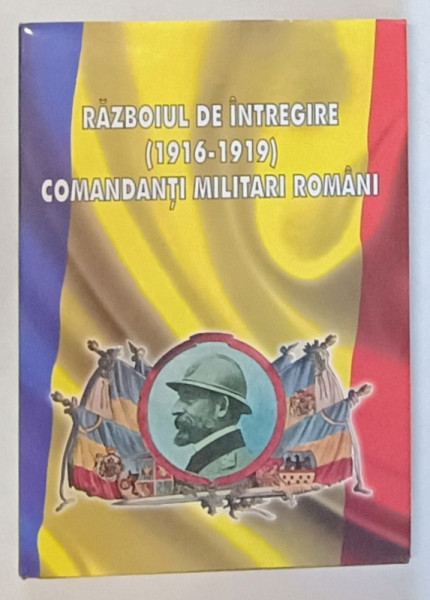 RĂZBOIUL DE ÎNTREGIRE
(1916-1919)
COMANDANȚI MILITARI ROMÂNI